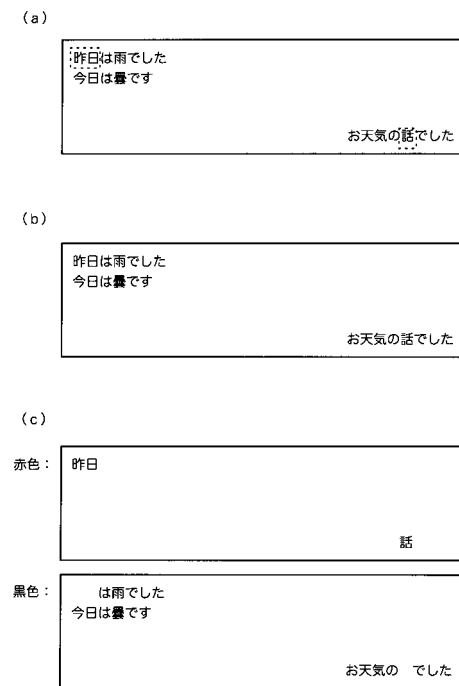 (a)
昨日は雨でした
今日は曇です
お天気の話でした
(b)
昨日は雨でした
今日は曇です
お天気の話でした
(c)
赤色：
昨日
話
黒色：
は雨でした
今日は曇です
お天気の　でした